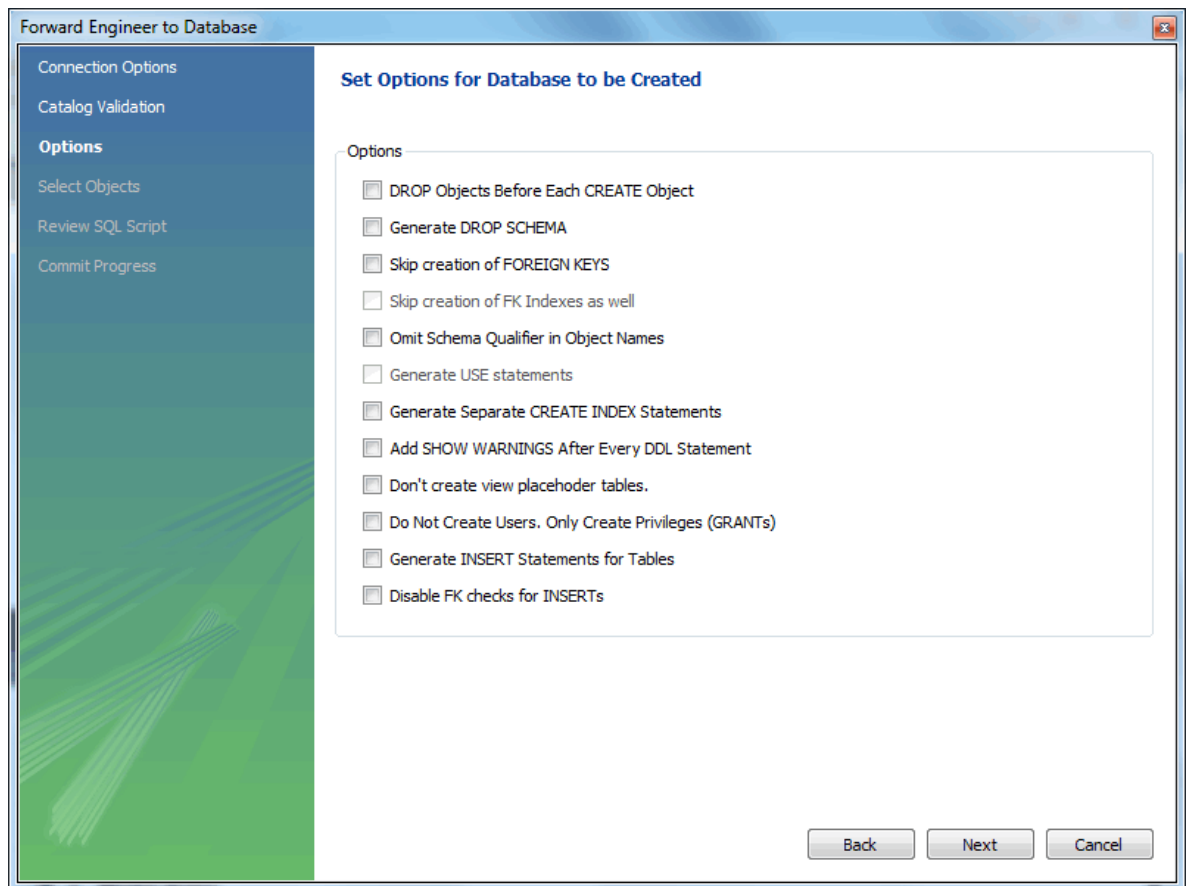 Forward Engineer to Database
Connection Options
Catalog Validation
Options
Select Objects
Review SQL Script
Commit Progress
Set Options for Database to be Created
Options
DROP Objects Before Each CREATE Object
Generate DROP SCHEMA
Skip creation of FOREIGN KEYS
Skip creation of FK Indexes as well
Omit Schema Qualifier in Object Names
Generate USE statements
Generate Separate CREATE INDEX Statements
Add SHOW WARNINGS After Every DDL Statement
Don't create view placehoder tables.
Do Not Create Users. Only Create Privileges (GRANTs)
Generate INSERT Statements for Tables
Disable FK checks for INSERTs
Back Next Cancel